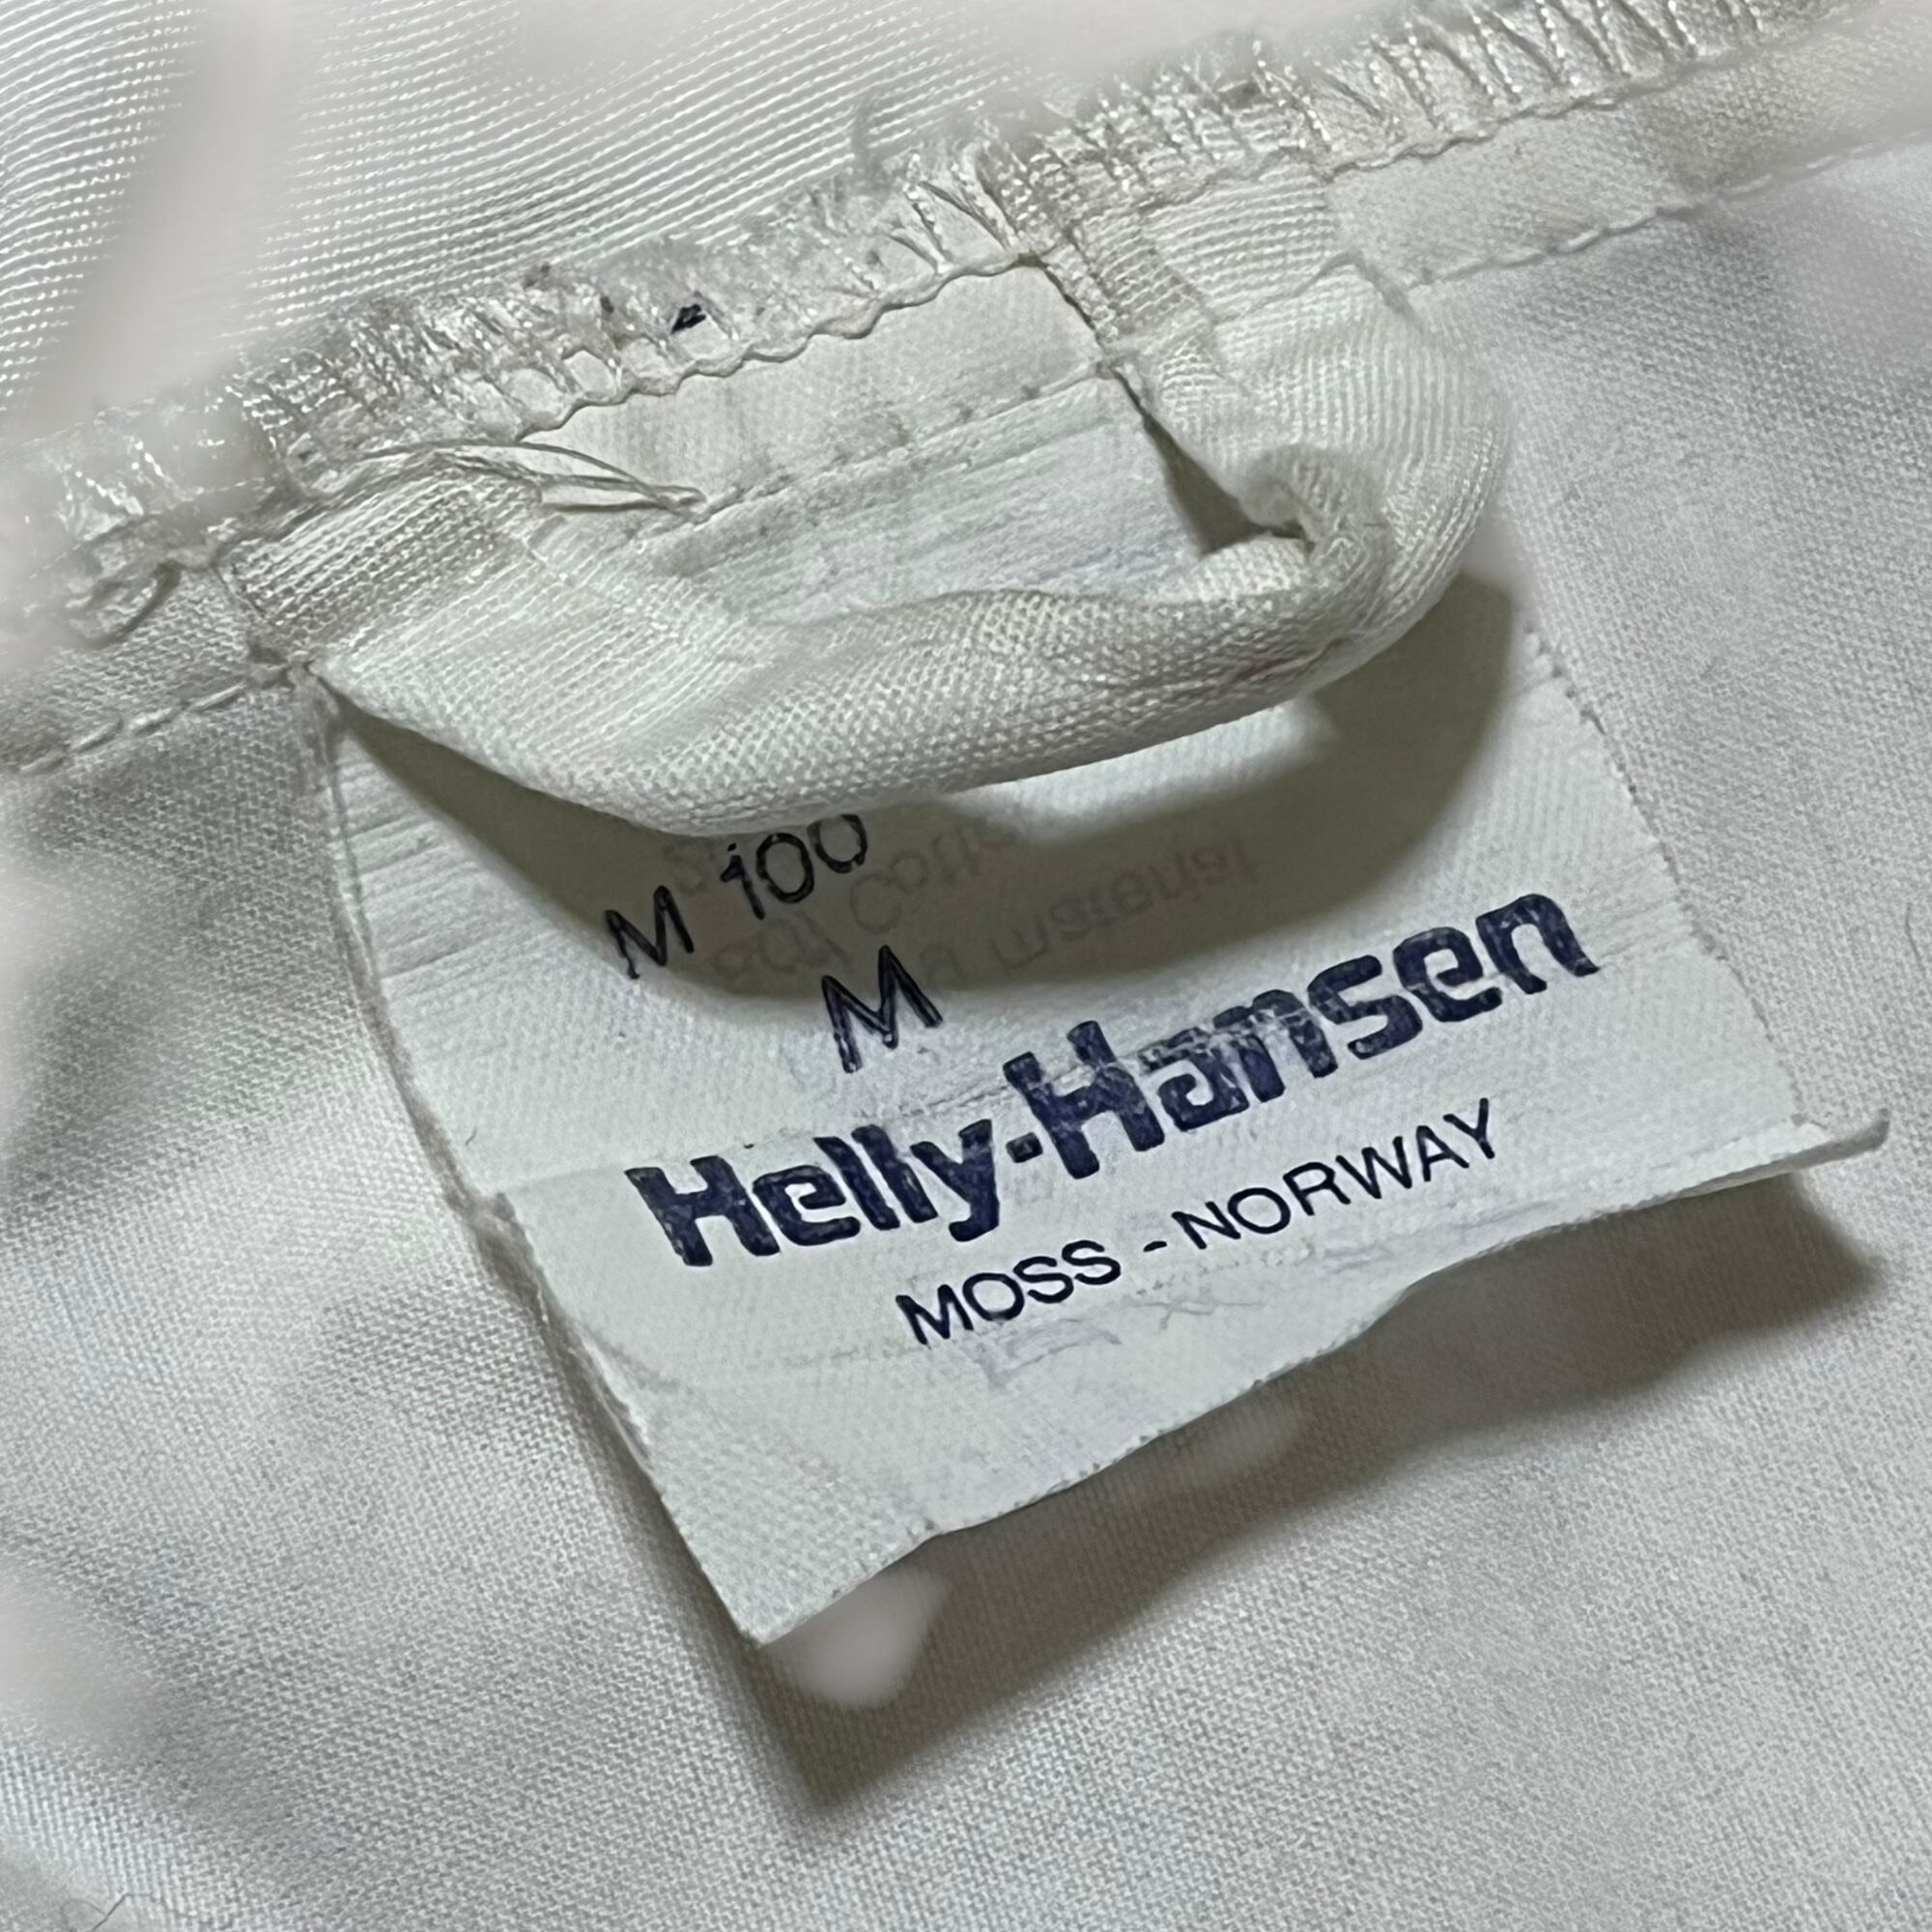 M 100
M
Helly-Hansen
MOSS - NORWAY